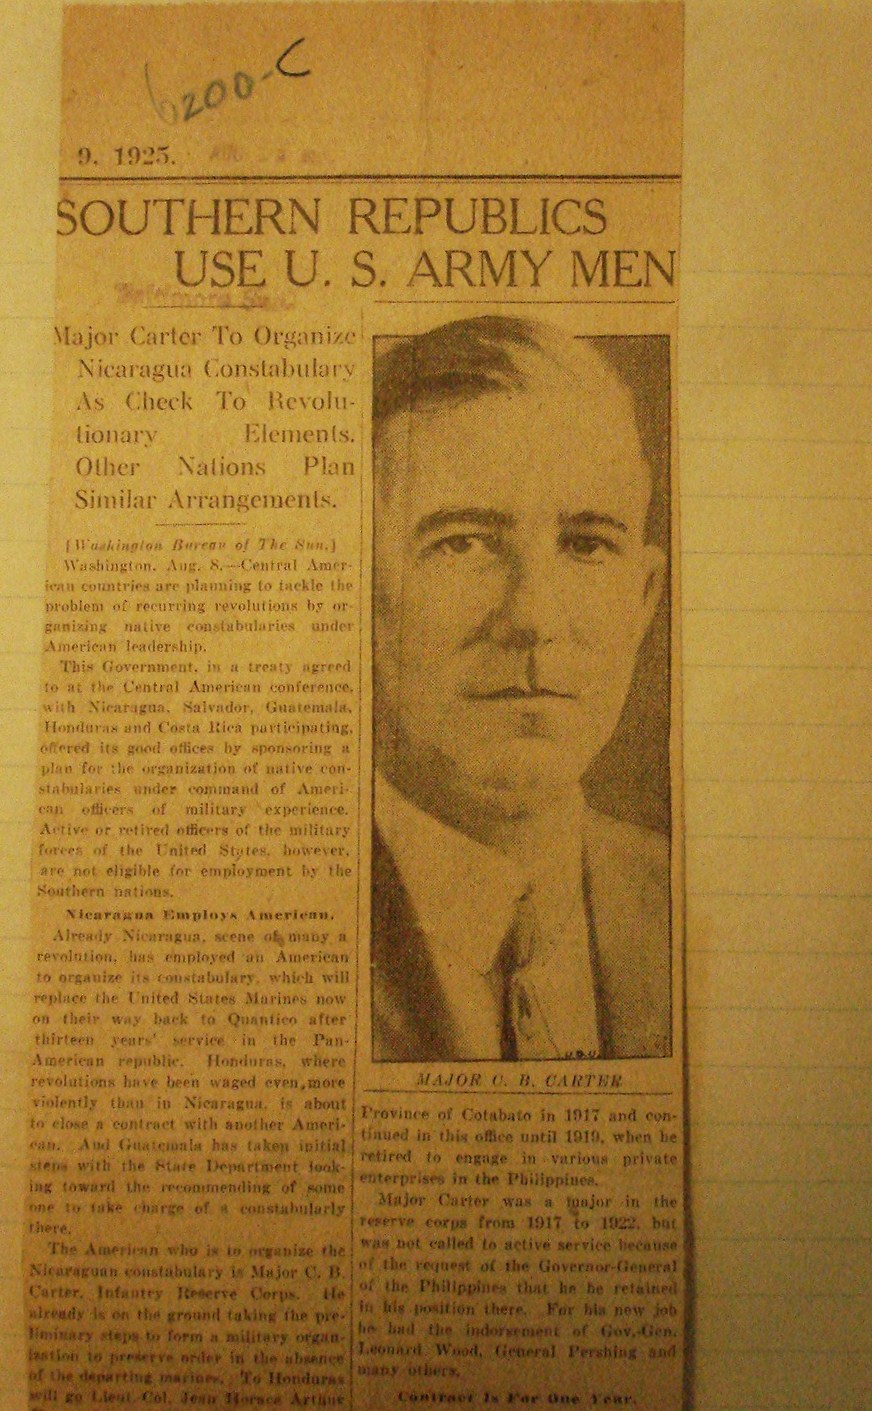 200-C
9, 1925.
SOUTHERN REPUBLICS
USE U. S. ARMY MEN
Major Carter To Organize
Nicaragua Constabulary
As Check To Revolu-
tionary Elements.
Other Nations Plan
Similar Arrangements.
[Washington Bureau of The Sun.]
Washington, Aug. 8.—Central Amer-
ican countries are planning to tackle the
problem of recurring revolutions by or-
ganizing native constabularies under
American leadership.
This Government, in a treaty agreed
to at the Central American conference,
with Nicaragua, Salvador, Guatemala,
Honduras and Costa Rica participating,
offered its good offices by sponsoring a
plan for the organization of native con-
stabularies under command of Ameri-
can officers of military experience.
Active or retired officers of the military
forces of the United States, however,
are not eligible for employment by the
Southern nations.
Nicaragua Employs American.
Already Nicaragua, scene of many a
revolution, has employed an American
to organize its constabulary, which will
replace the United States Marines now
on their way back to Quantico after
thirteen years' service in the Pan-
American republic. Honduras, where
revolutions have been waged even more
violently than in Nicaragua, is about
to close a contract with another Ameri-
can. And Guatemala has taken initial
steps with the State Department look-
ing toward the recommending of some
one to take charge of a constabularly
there.
The American who is to organize the
Nicaraguan constabulary is Major C. B.
Carter, Infantry Reserve Corps. He
already is on the ground taking the pre-
liminary steps to form a military organ-
ization to preserve order in the absence
of the departing marines. To Honduras
will go Lieut. Col. Jean Horace Arthur
MAJOR C. B. CARTER
Province of Cotabato in 1917 and con-
tinued in this office until 1919, when he
retired to engage in various private
enterprises in the Philippines.
Major Carter was a major in the
reserve corps from 1917 to 1922, but
was not called to active service because
of the request of the Governor-General
of the Philippines that he be retained
in his position there. For his new job
he had the indorsement of Gov.-Gen.
Leonard Wood, General Pershing and
many others.
Contract Is For One Year.